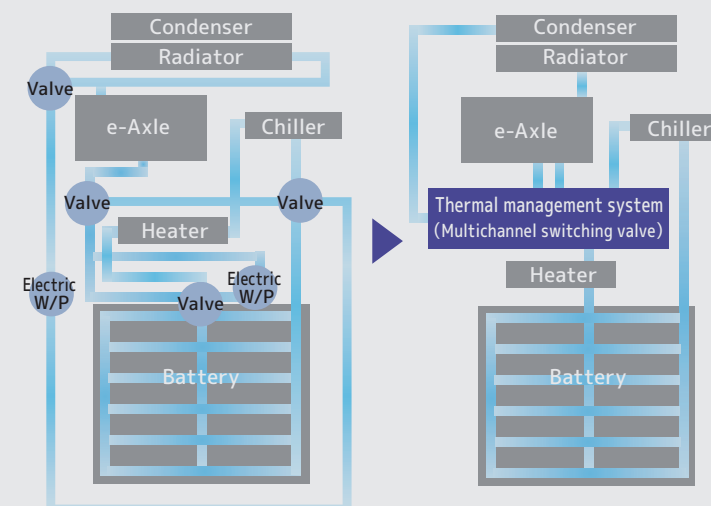 Condenser
Radiator
Valve
e-Axle
Chiller
Valve
Valve
Heater
Electric
W/P
Electric
W/P
Valve
Battery
Condenser
Radiator
e-Axle
Chiller
Thermal management system
(Multichannel switching valve)
Heater
Battery